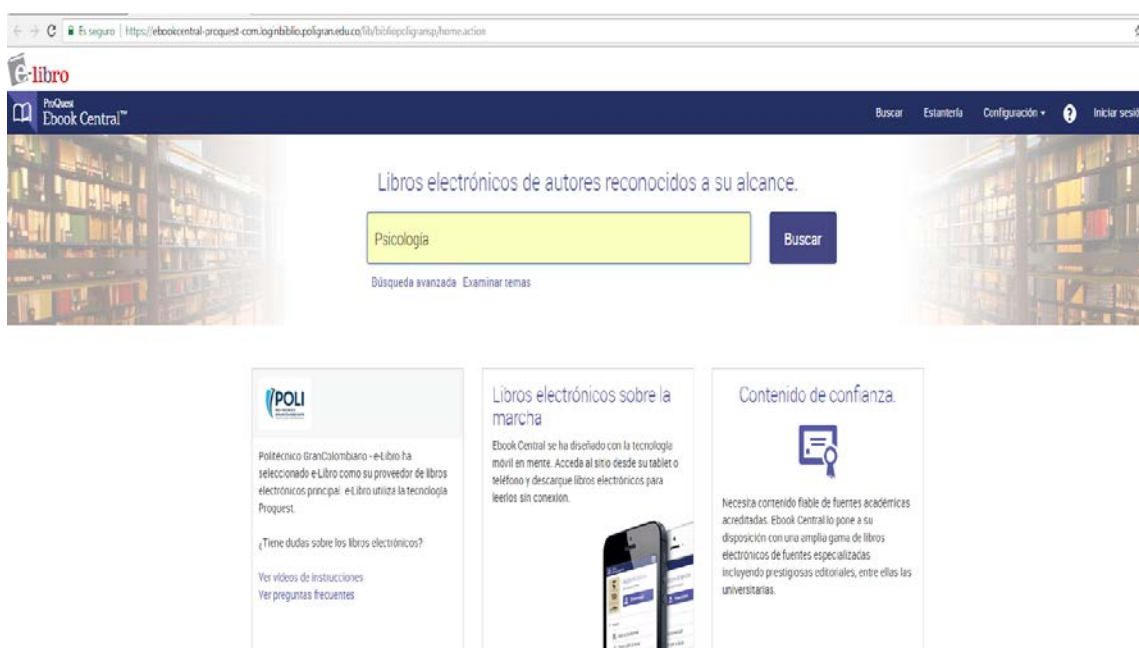 Es seguro | https://ebookcentral-proquest-com.loginbiblio.poligran.edu.co/lib/bibliopoligransp/home.action
e-libro
ProQuest
Ebook Central™
Buscar Estantería Configuración ? Iniciar sesió
Libros electrónicos de autores reconocidos a su alcance.
Psicología
Buscar
Búsqueda avanzada Examinar temas
POLI
Politécnico GranColombiano - e-Libro ha
seleccionado e-Libro como su proveedor de libros
electrónicos principal e-Libro utiliza la tecnología
Proquest.
¿Tiene dudas sobre los libros electrónicos?
Ver vídeos de instrucciones
Ver preguntas frecuentes
Libros electrónicos sobre la
marcha
Ebook Central se ha diseñado con la tecnología
móvil en mente. Acceda al sitio desde su tablet o
teléfono y descargue libros electrónicos para
leerlos sin conexión.
Contenido de confianza.
Necesita contenido fiable de fuentes académicas
acreditadas. Ebook Central lo pone a su
disposición con una amplia gama de libros
electrónicos de fuentes especializadas
incluyendo prestigiosas editoriales, entre ellas las
universitarias.